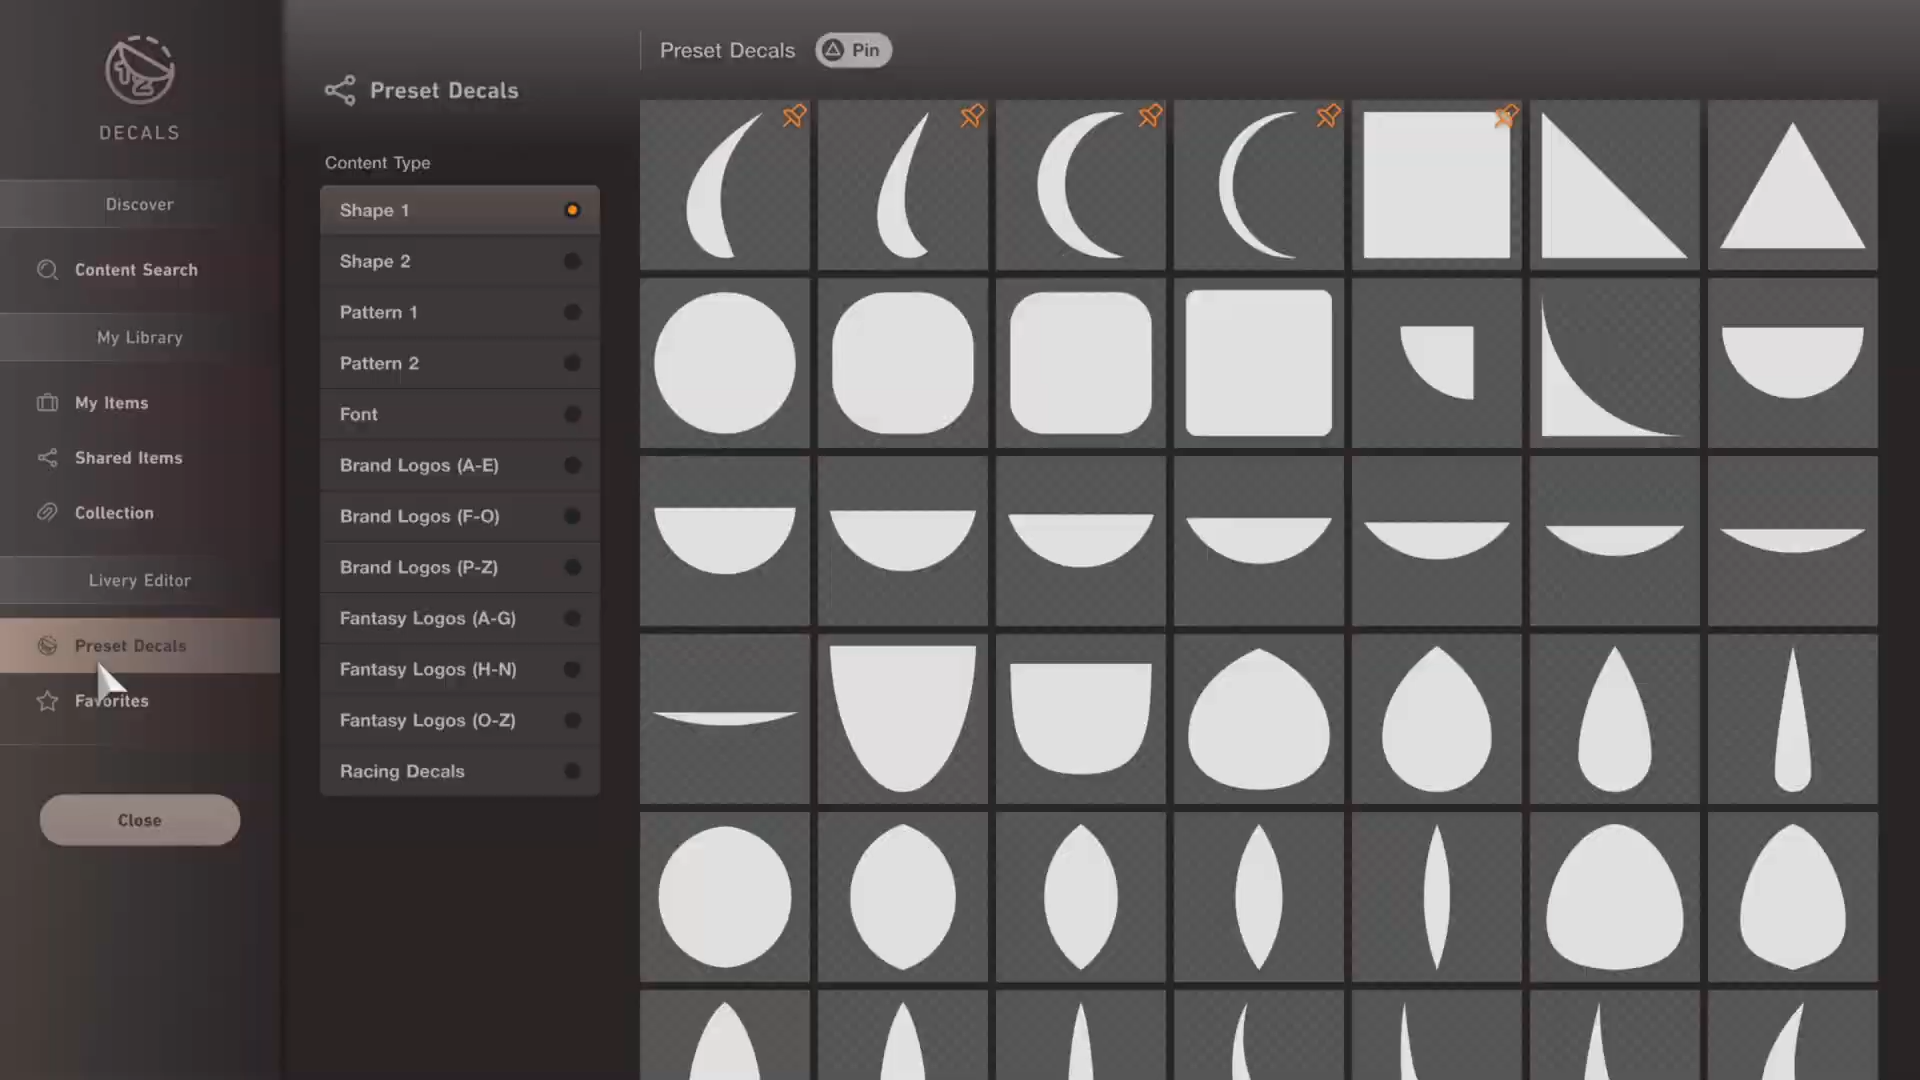 DECALS
Discover
Content Search
My Library
My Items
Shared Items
Collection
Livery Editor
Preset Decals
Favorites
Close
Preset Decals
Content Type
Shape 1
Shape 2
Pattern 1
Pattern 2
Font
Brand Logos (A-E)
Brand Logos (F-O)
Brand Logos (P-Z)
Fantasy Logos (A-G)
Fantasy Logos (H-N)
Fantasy Logos (O-Z)
Racing Decals
Preset Decals Pin